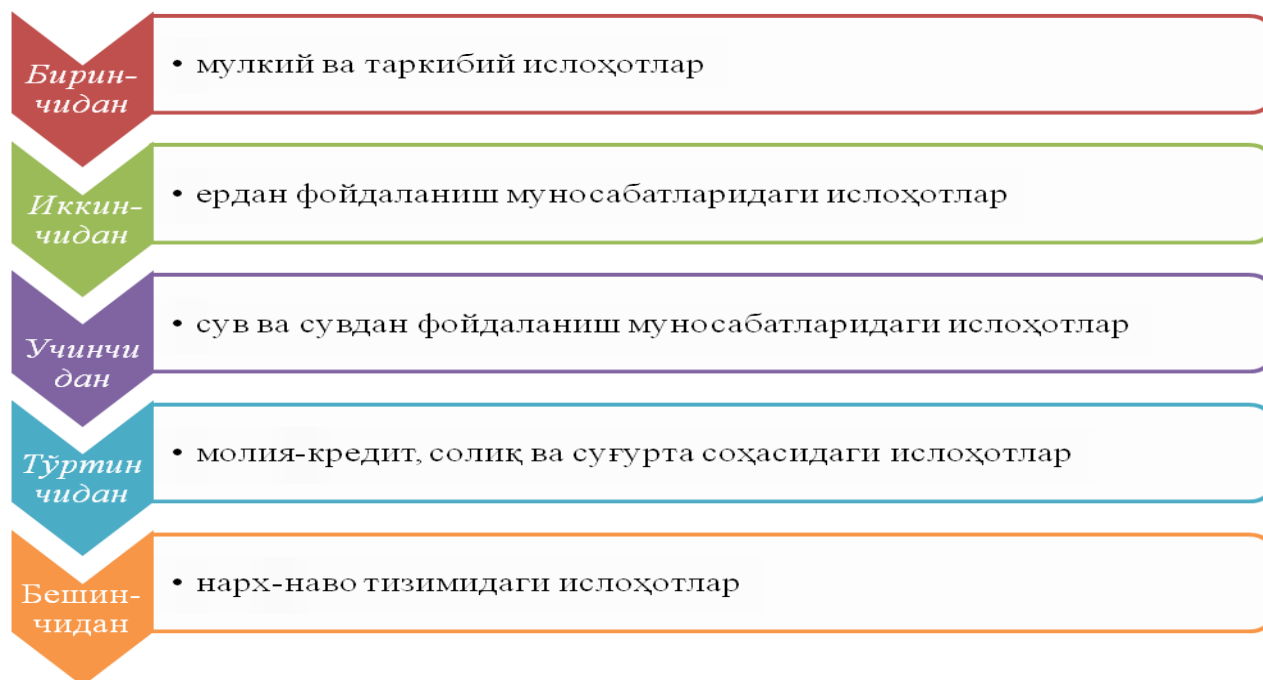 Бирин-
чидан
• мулкий ва таркибий ислоҳотлар
Иккин-
чидан
• ердан фойдаланиш муносабатларидаги ислоҳотлар
Учинчи
дан
• сув ва сувдан фойдаланиш муносабатларидаги ислоҳотлар
Тўртин
чидан
• молия-кредит, солиқ ва суғурта соҳасидаги ислоҳотлар
Бешин-
чидан
• нарх-наво тизимидаги ислоҳотлар